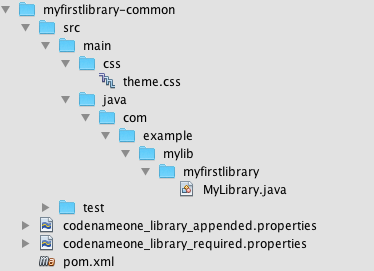 myfirstlibrary-common
src
main
css
theme.css
java
com
example
mylib
myfirstlibrary
MyLibrary.java
test
codenameone_library_appended.properties
codenameone_library_required.properties
pom.xml